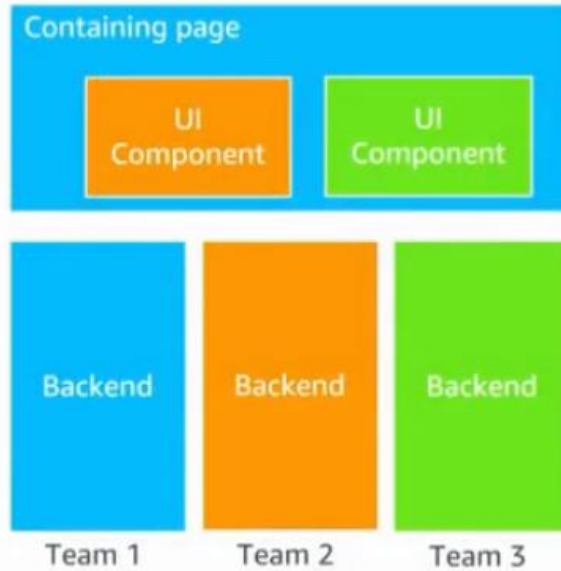 Containing page
UI
Component
UI
Component
Backend
Backend
Backend
Team 1
Team 2
Team 3